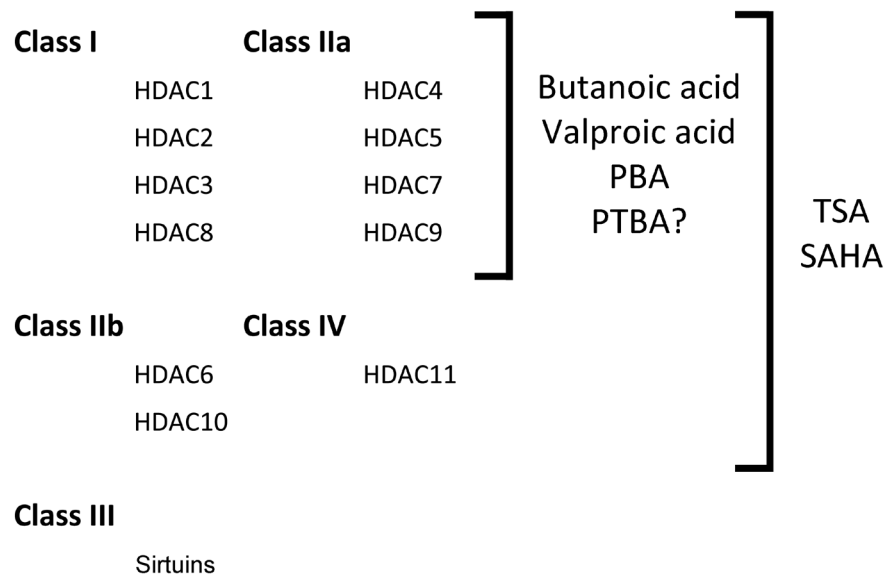 Class I Class IIa
HDAC1 HDAC4
HDAC2 HDAC5
HDAC3 HDAC7
HDAC8 HDAC9
Butanoic acid
Valproic acid
PBA
PTBA?
TSA
SAHA
Class IIb Class IV
HDAC6 HDAC11
HDAC10
Class III
Sirtuins